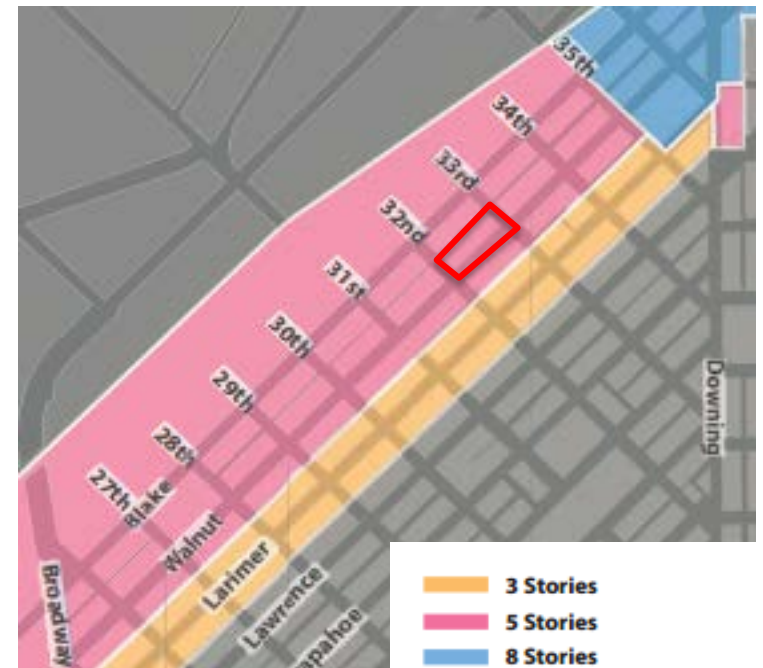 35th
34th
33rd
32nd
31st
30th
29th
28th
27th
Blake
Walnut
Larimer
Lawrence
apahoe
Broadway
Downing
3 Stories
5 Stories
8 Stories